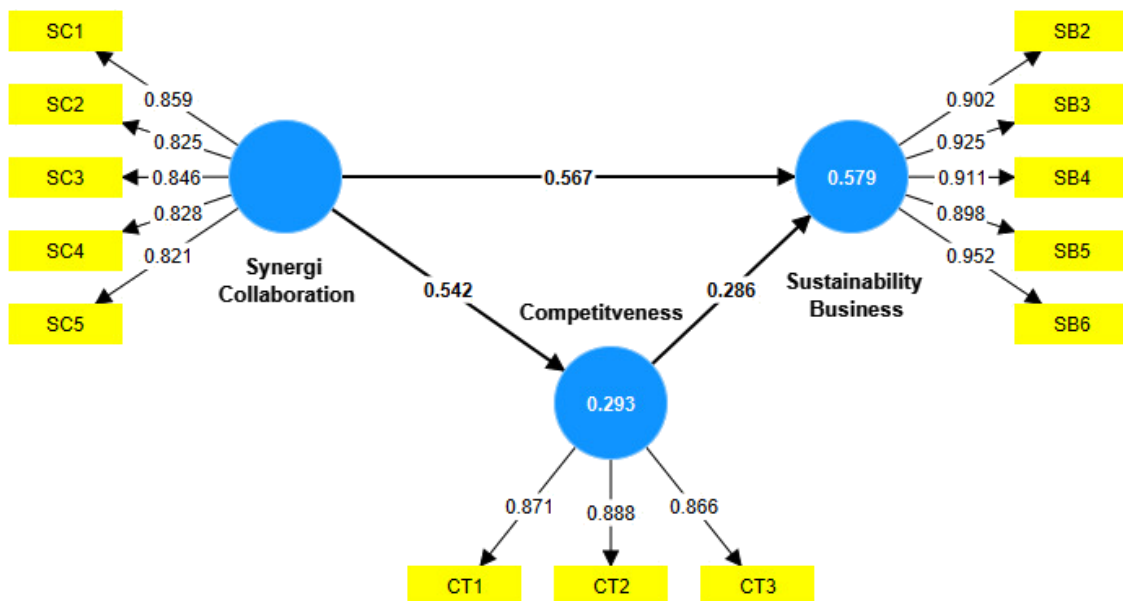 SC1
SB2
0.859
0.902
SC2
SB3
0.825
0.925
SC3
0.846
0.567
0.579
0.911
SB4
0.828
0.898
SC4
SB5
0.821
0.952
Synergi
Collaboration
0.542
Competitveness
0.286
Sustainability
Business
SC5
SB6
0.293
0.871
0.888
0.866
CT1
CT2
CT3